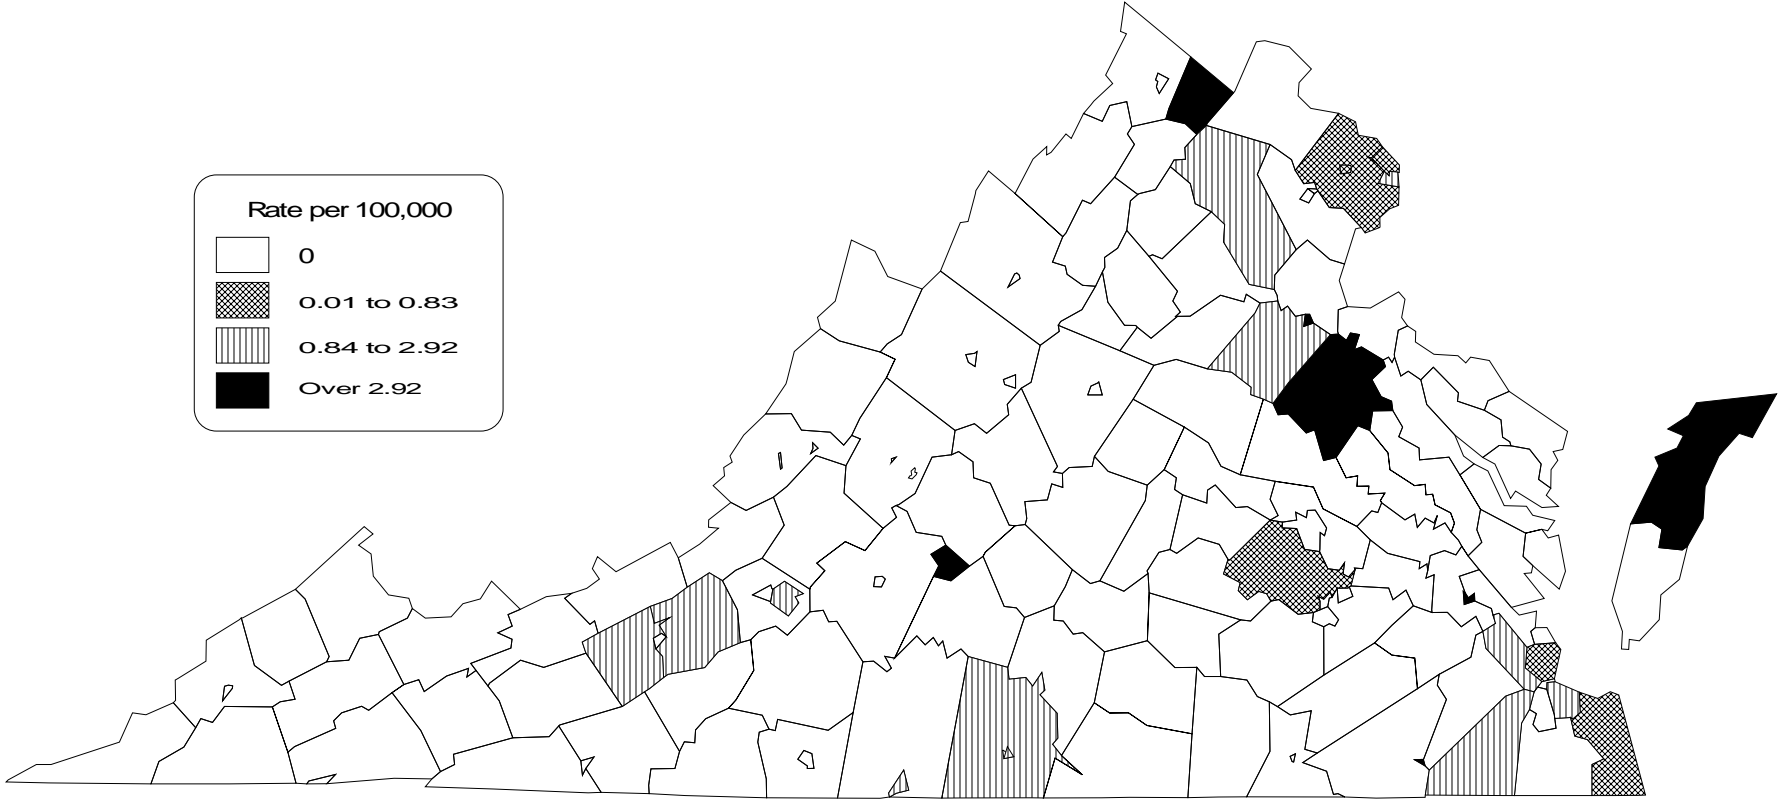 Rate per 100,000
0
0.01 to 0.83
0.84 to 2.92
Over 2.92